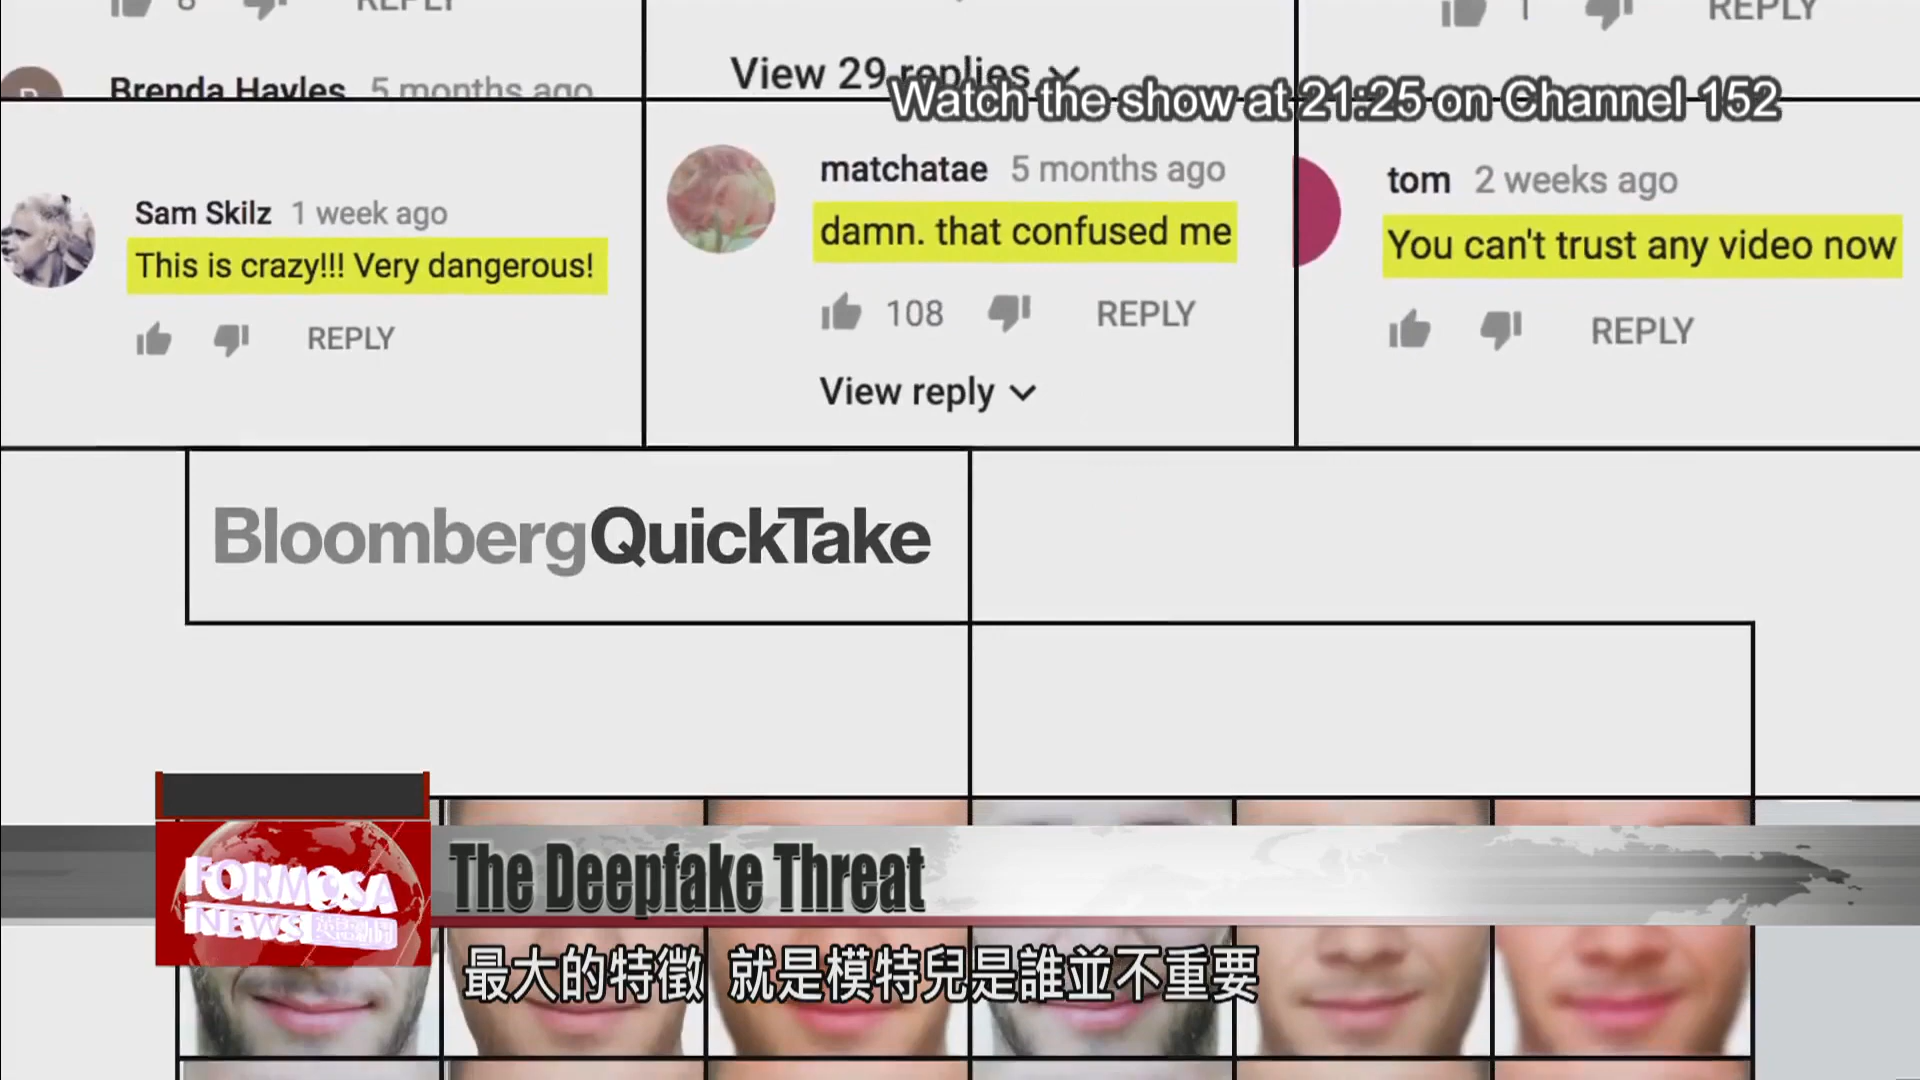 8 REPLY
1 REPLY
View 29 replies
Brenda Hayles 5 months ago
Watch the show at 21:25 on Channel 152
Sam Skilz 1 week ago
This is crazy!!! Very dangerous!
REPLY
matchatae 5 months ago
damn. that confused me
108 REPLY
View reply
tom 2 weeks ago
You can't trust any video now
REPLY
BloombergQuickTake
FORMOSA
NEWS
The Deepfake Threat
最大的特徵 就是模特兒是誰並不重要